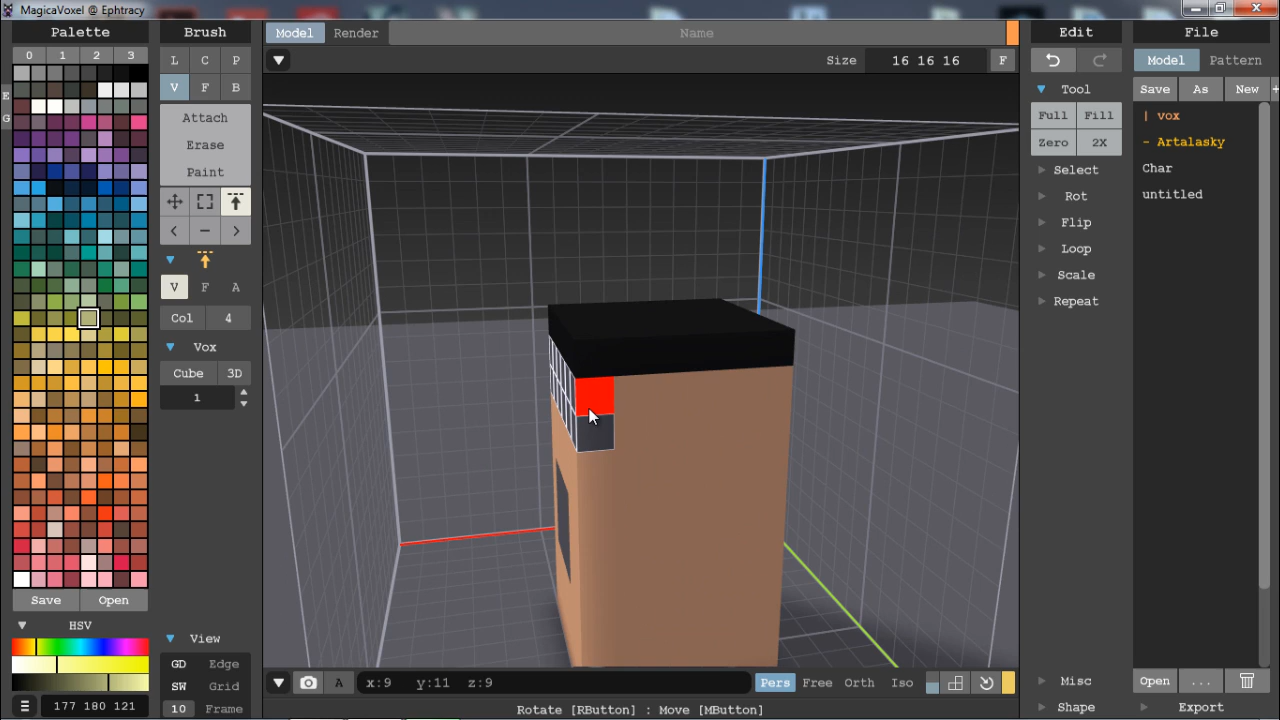 MagicaVoxel @ Ephtracy
Palette
Brush
Model
Render
Name
Edit
File
0 1 2 3
L C P
Size 16 16 16 F
Model Pattern
V F B
Tool
Save As New +
E
G
Attach
Full Fill
| vox
Erase
Zero 2X
- Artalasky
Paint
Select
Char
Rot
untitled
< - >
Flip
Loop
V F A
Scale
Col 4
Repeat
Vox
Cube 3D
1
Save Open
HSV
View
GD Edge
SW Grid
10 Frame
177 180 121
A x:9 y:11 z:9
Pers Free Orth Iso
Misc
Open ...
Shape
Export
Rotate [RButton] : Move [MButton]